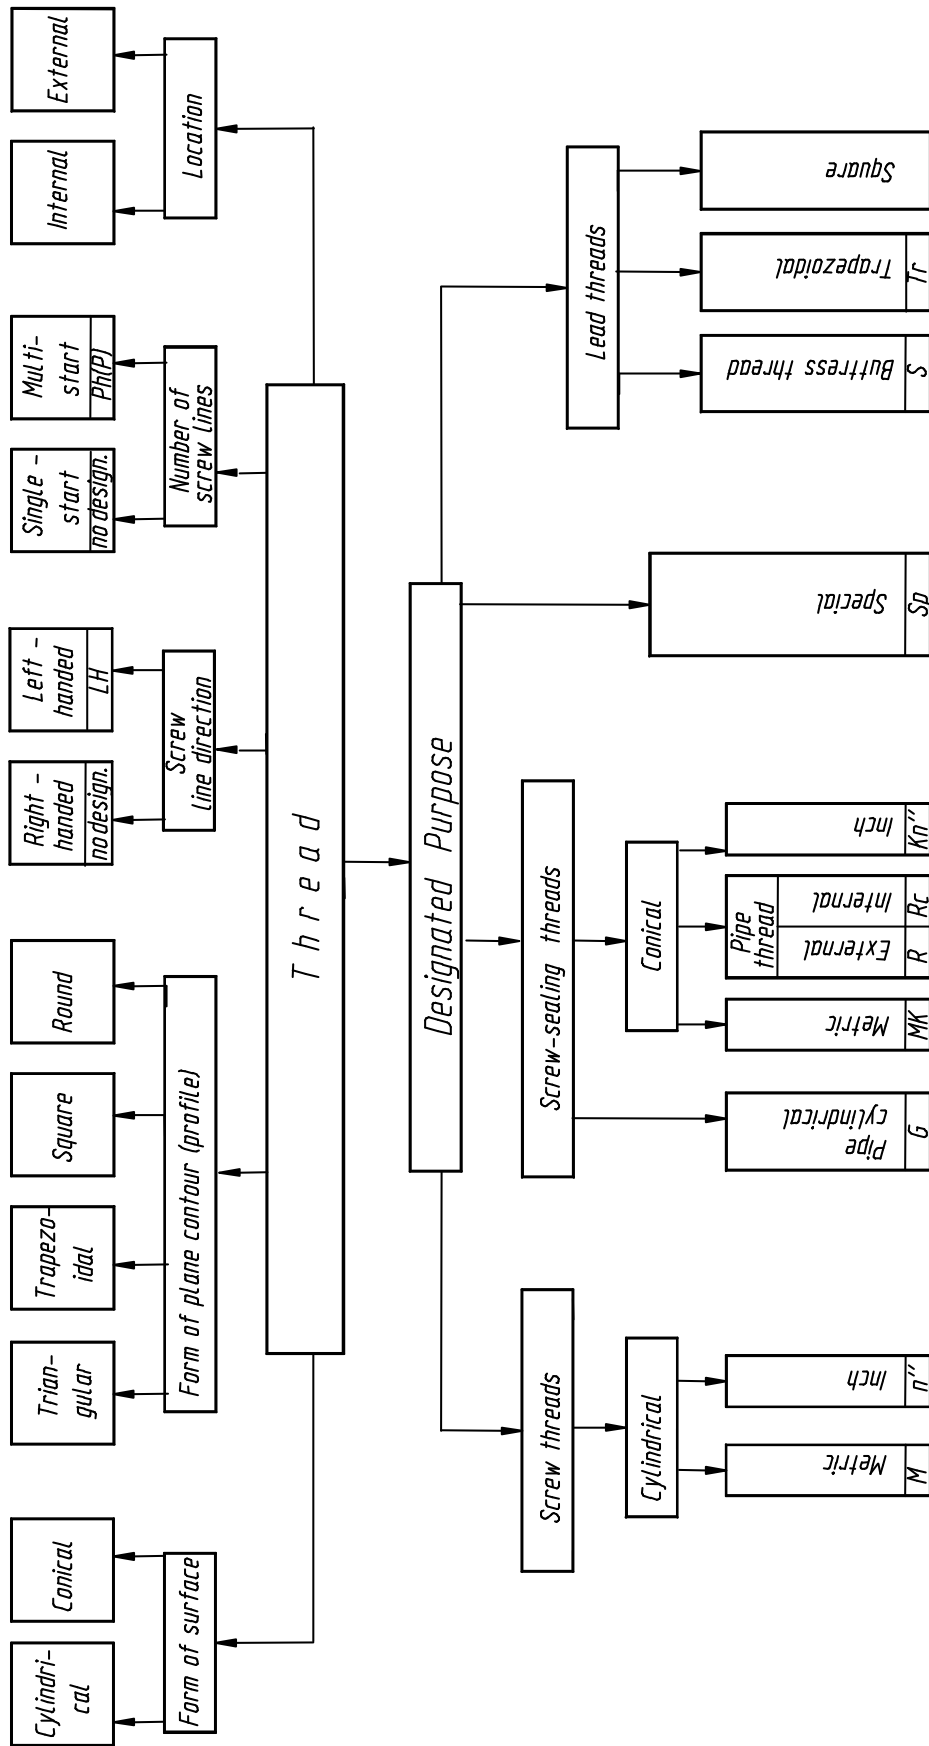 Cylindri-
cal
Conical
Trian-
gular
Trapezo-
idal
Square
Round
Right -
handed
no design.
Left -
handed
LH
Single -
start
no design.
Multi-
start
Ph(P)
Internal
External
Form of surface
Form of plane contour (profile)
Screw
line direction
Number of
screw lines
Location
Thread
Designated Purpose
Screw threads
Screw-sealing threads
Lead threads
Cylindrical
Conical
Metric
M
Inch
n''
Pipe
cylindrical
G
Metric
MK
Pipe
thread
External
R
Internal
Rc
Inch
Kn''
Special
Sp
Buttress thread
S
Trapezoidal
Tr
Square